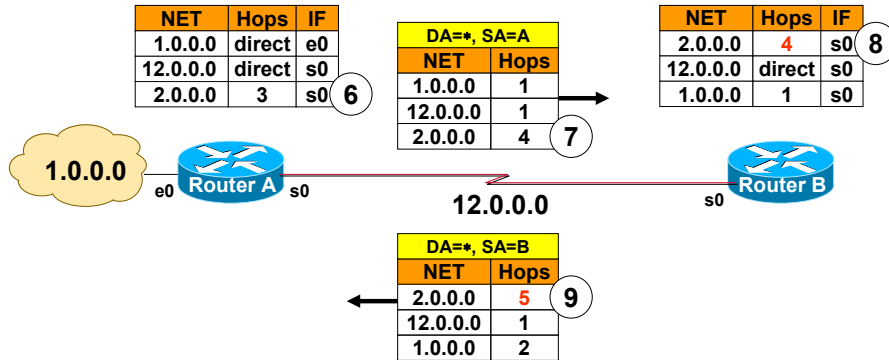 NET Hops IF
1.0.0.0 direct e0
12.0.0.0 direct s0
2.0.0.0 3 s0
6
DA=*, SA=A
NET Hops
1.0.0.0 1
12.0.0.0 1
2.0.0.0 4
7
NET Hops IF
2.0.0.0 4 s0
12.0.0.0 direct s0
1.0.0.0 1 s0
8
1.0.0.0
e0
Router A
s0
12.0.0.0
s0
Router B
DA=*, SA=B
NET Hops
2.0.0.0 5
12.0.0.0 1
1.0.0.0 2
9